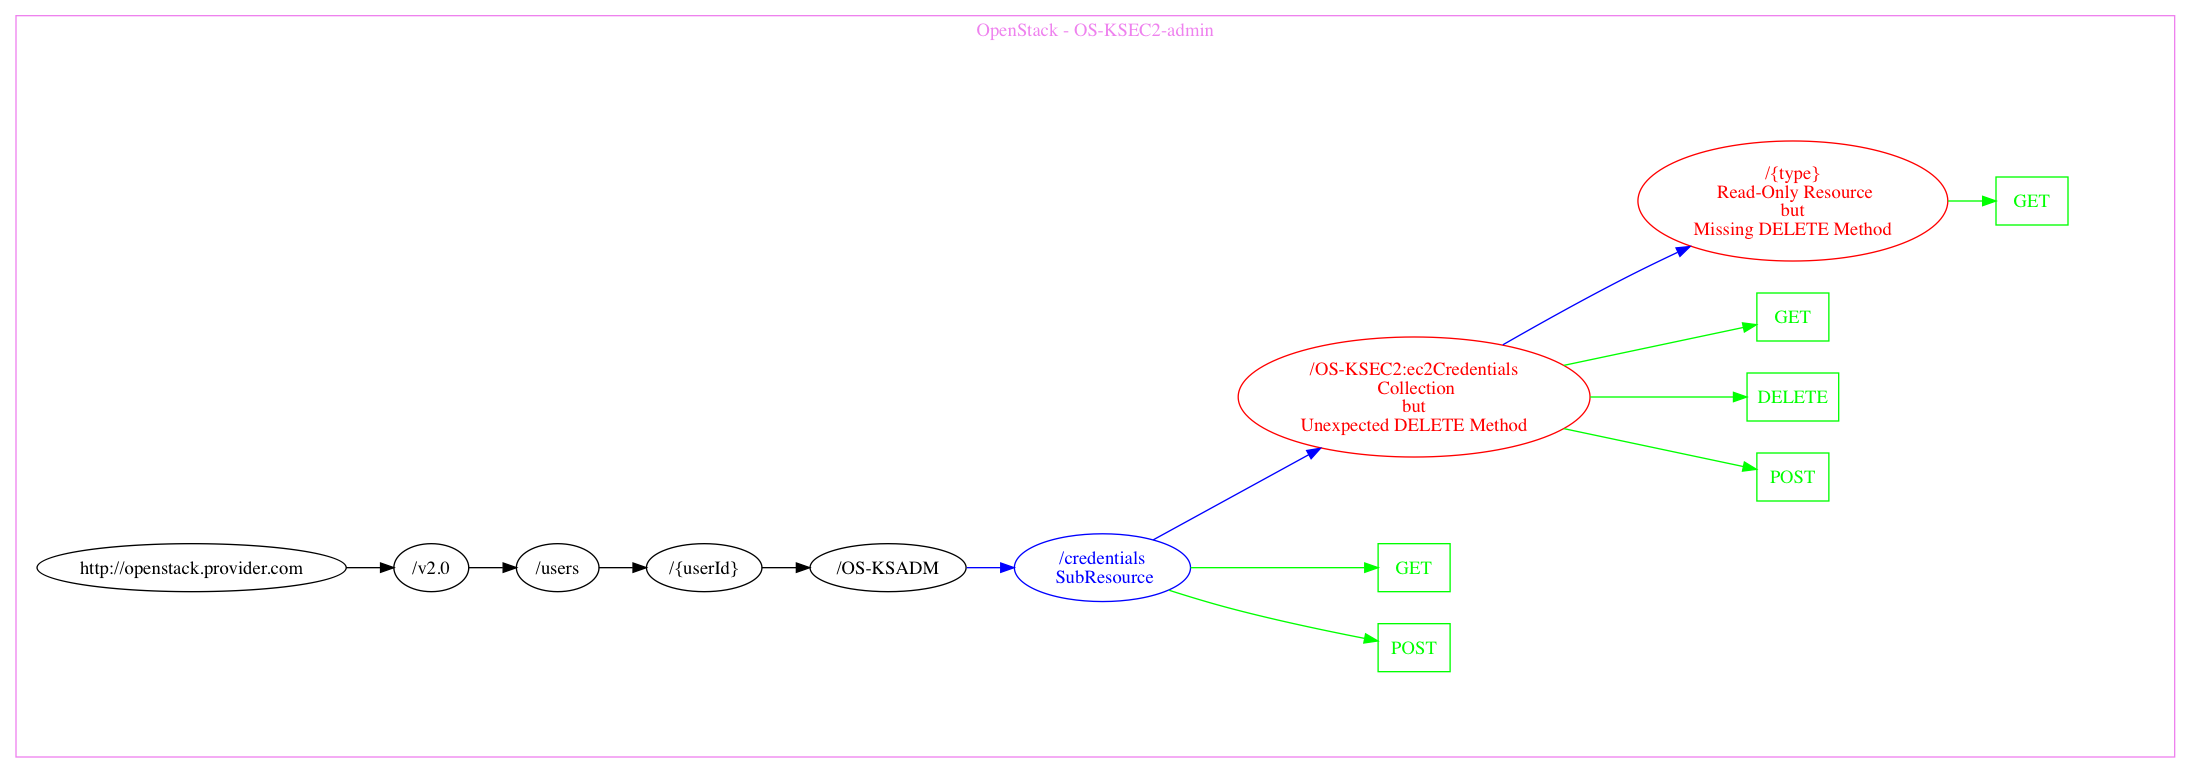 OpenStack - OS-KSEC2-admin
/{type}
Read-Only Resource
but
Missing DELETE Method
GET
GET
/OS-KSEC2:ec2Credentials
Collection
but
Unexpected DELETE Method
DELETE
POST
http://openstack.provider.com
/v2.0
/users
/{userId}
/OS-KSADM
/credentials
SubResource
GET
POST